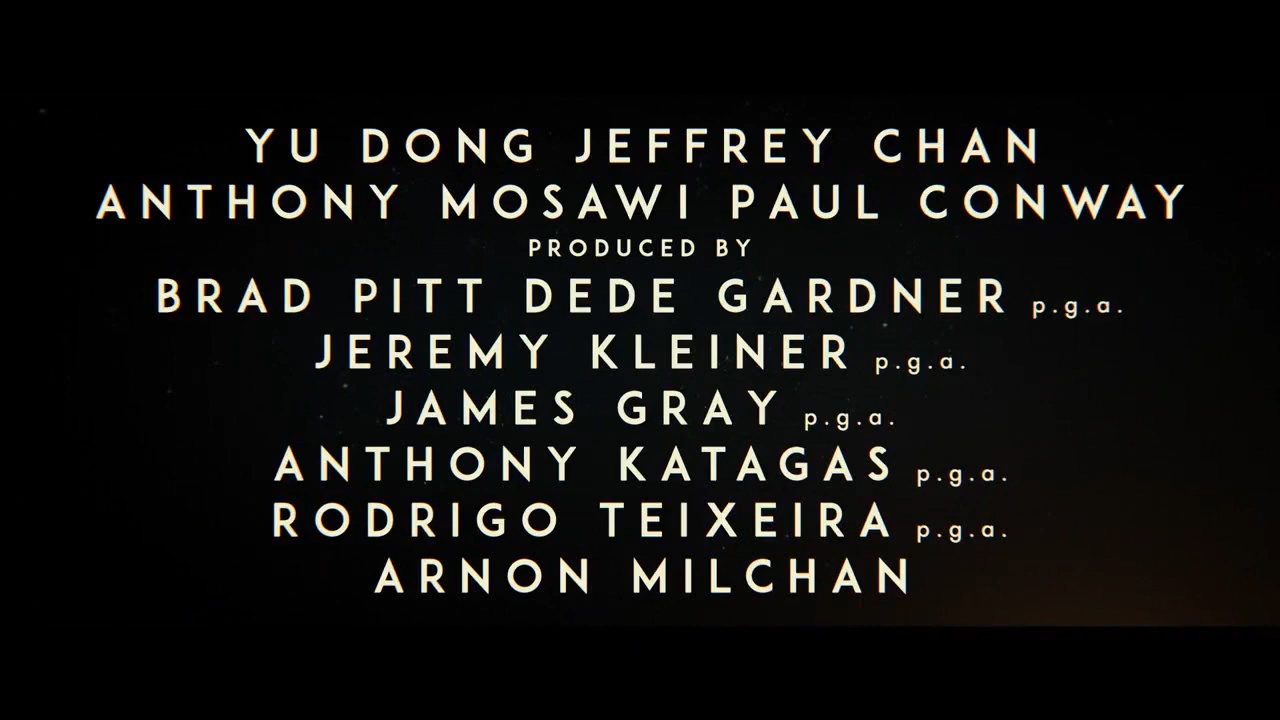 YU DONG JEFFREY CHAN
ANTHONY MOSAWI PAUL CONWAY
PRODUCED BY
BRAD PITT DEDE GARDNER p.g.a.
JEREMY KLEINER p.g.a.
JAMES GRAY p.g.a.
ANTHONY KATAGAS p.g.a.
RODRIGO TEIXEIRA p.g.a.
ARNON MILCHAN